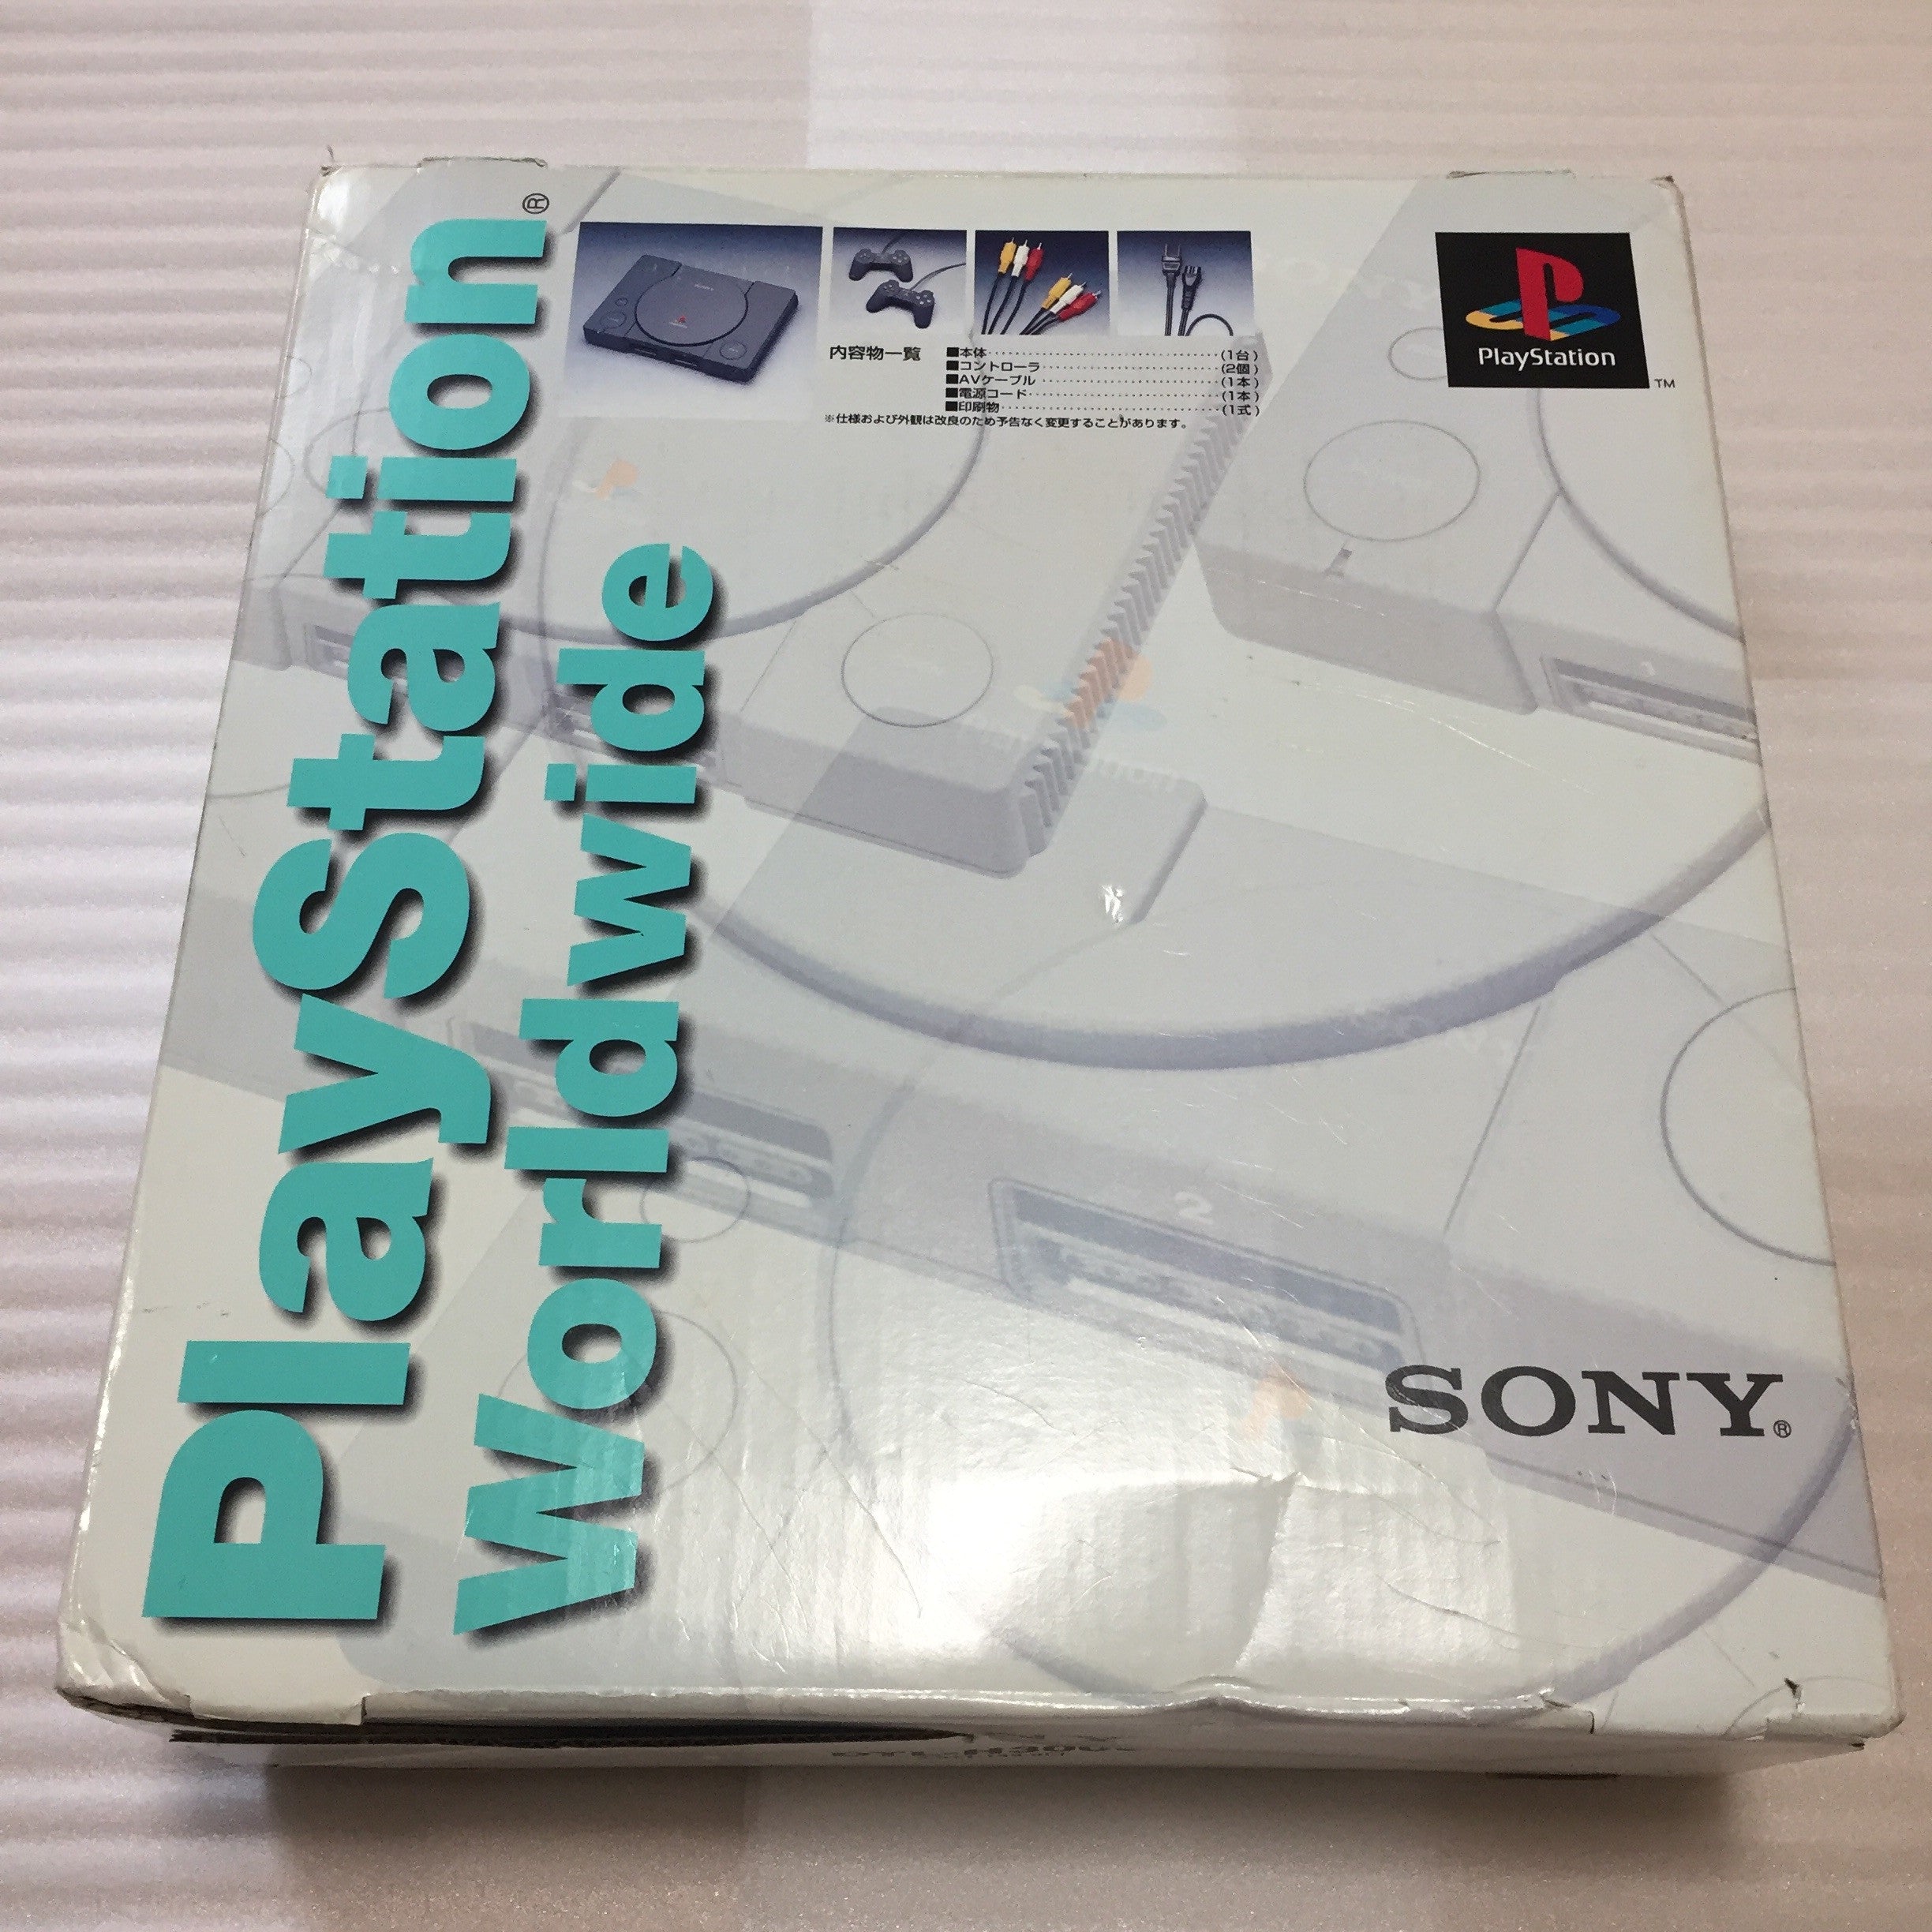 PlayStation®
Worldwide
内容物一覧
■本体 (1台)
■コントローラ (2個)
■AVケーブル (1本)
■電源コード (1本)
■印刷物 (1式)
※仕様および外観は改良のため予告なく変更することがあります。
PlayStation
TM
2
SONY®